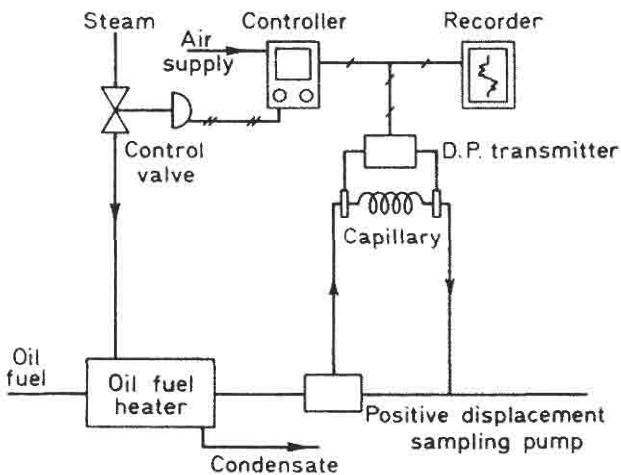 Steam
Controller
Recorder
Air
supply
D.P. transmitter
Control
valve
Capillary
Oil
fuel
Oil fuel
heater
Positive displacement
sampling pump
Condensate